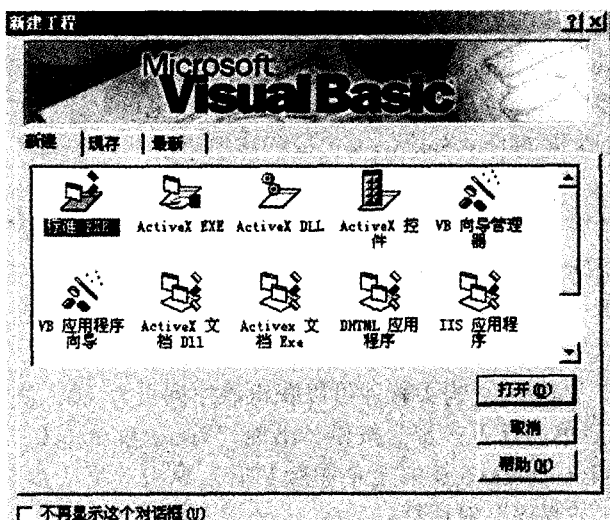 新建工程
Microsoft
Visual Basic
新建 现存 最新
标准 EXE
ActiveX EXE
ActiveX DLL
ActiveX 控
件
VB 向导管理
器
VB 应用程序
向导
ActiveX 文
档 Dll
Activex 文
档 Exe
DHTML 应用
程序
IIS 应用程
序
打开(O)
取消
帮助(H)
不再显示这个对话框(D)